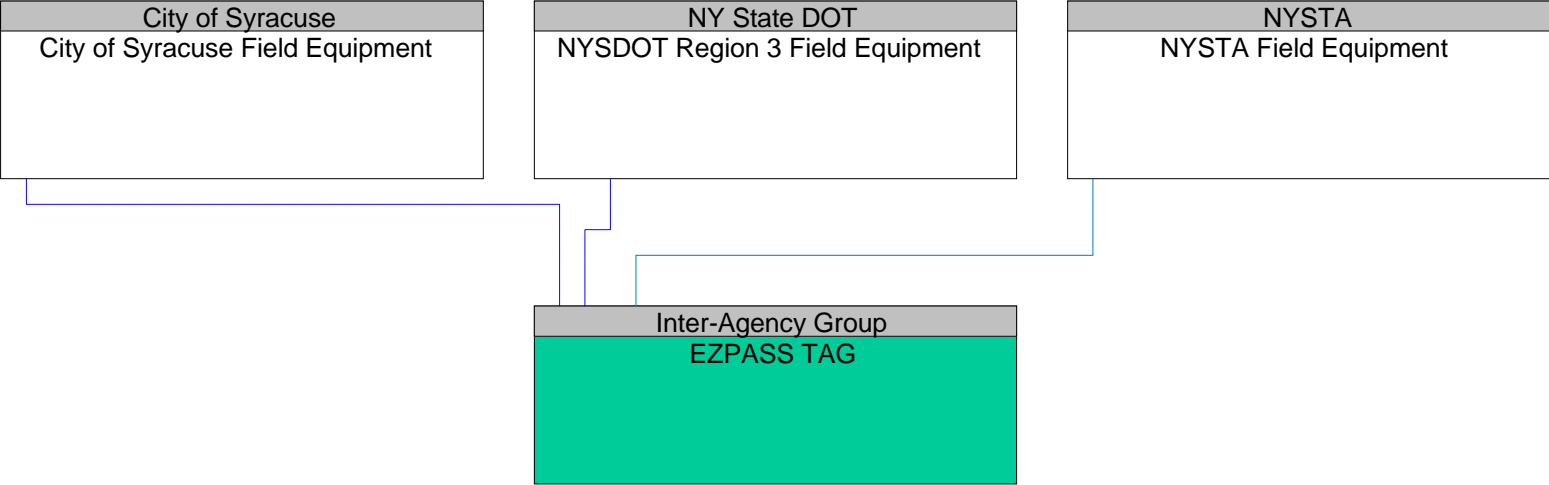 City of Syracuse
City of Syracuse Field Equipment
NY State DOT
NYSDOT Region 3 Field Equipment
NYSTA
NYSTA Field Equipment
Inter-Agency Group
EZPASS TAG